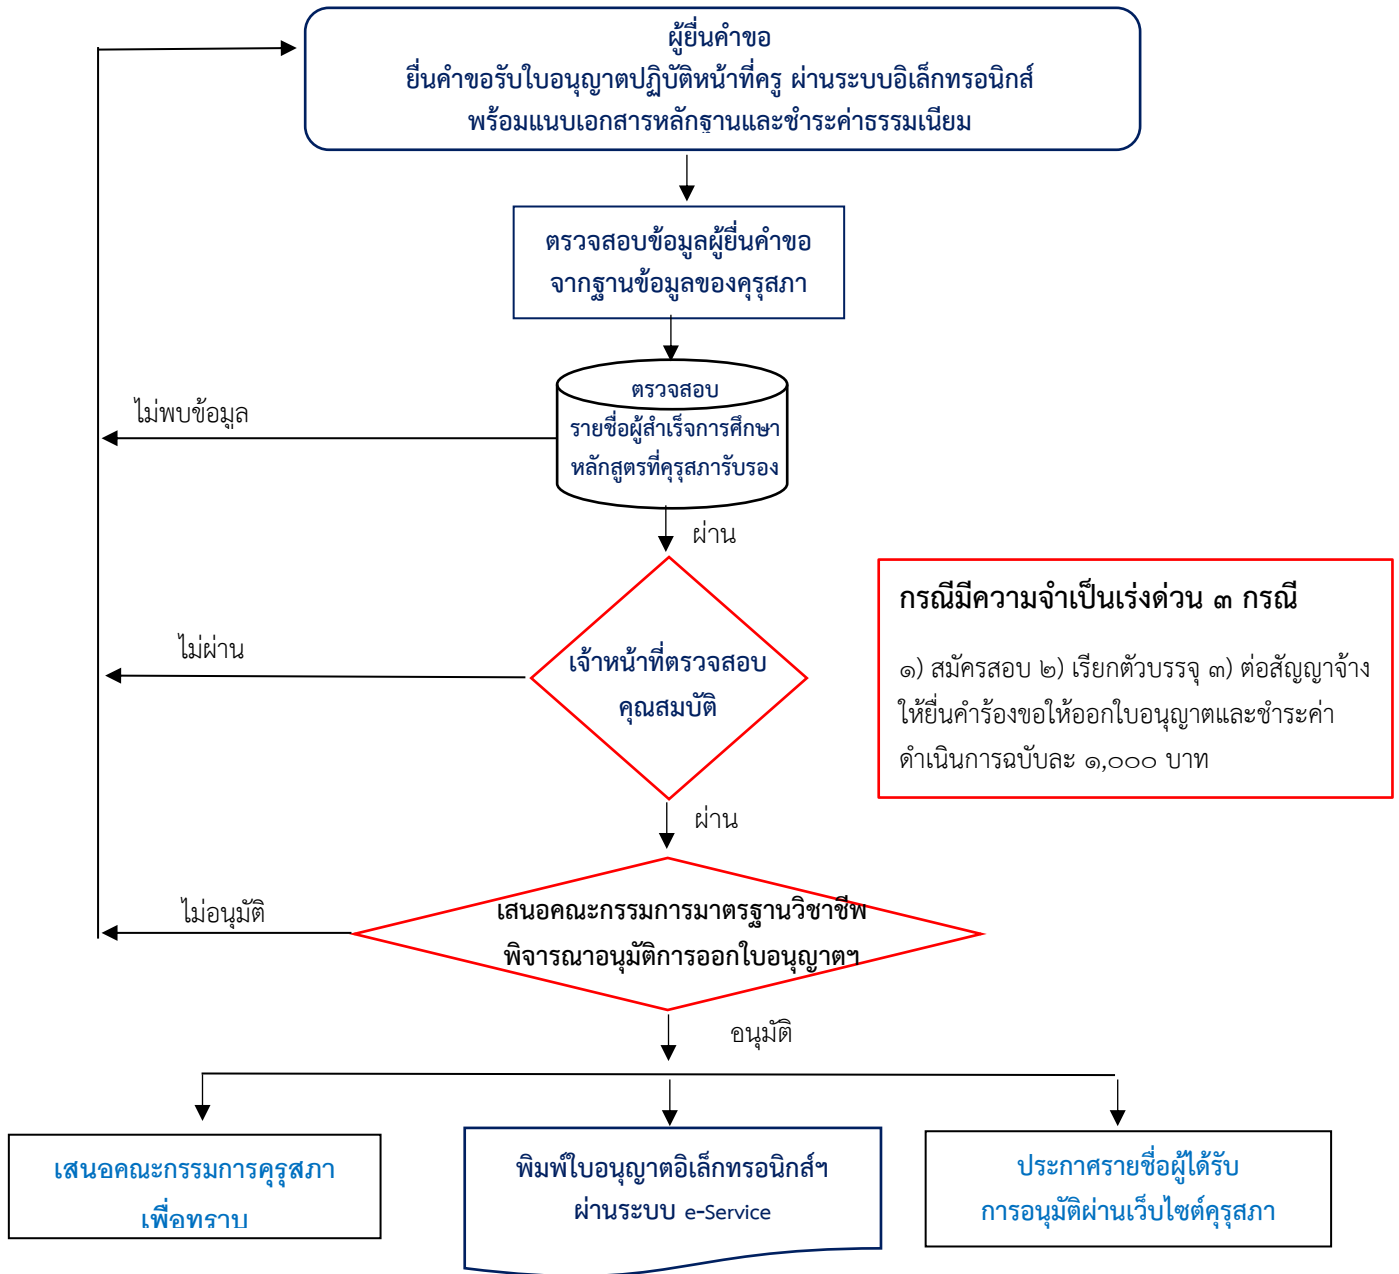 ผู้ยื่นคำขอ
ยื่นคำขอรับใบอนุญาตปฏิบัติหน้าที่ครู ผ่านระบบอิเล็กทรอนิกส์
พร้อมแนบเอกสารหลักฐานและชำระค่าธรรมเนียม
ตรวจสอบข้อมูลผู้ยื่นคำขอ
จากฐานข้อมูลของคุรุสภา
ตรวจสอบ
รายชื่อผู้สำเร็จการศึกษา
หลักสูตรที่คุรุสภารับรอง
ไม่พบข้อมูล
ผ่าน
เจ้าหน้าที่ตรวจสอบ
คุณสมบัติ
ไม่ผ่าน
กรณีมีความจำเป็นเร่งด่วน ๓ กรณี
๑) สมัครสอบ ๒) เรียกตัวบรรจุ ๓) ต่อสัญญาจ้าง
ให้ยื่นคำร้องขอให้ออกใบอนุญาตและชำระค่า
ดำเนินการฉบับละ ๑,๐๐๐ บาท
ผ่าน
เสนอคณะกรรมการมาตรฐานวิชาชีพ
พิจารณาอนุมัติการออกใบอนุญาตฯ
ไม่อนุมัติ
อนุมัติ
เสนอคณะกรรมการคุรุสภา
เพื่อทราบ
พิมพ์ใบอนุญาตอิเล็กทรอนิกส์ฯ
ผ่านระบบ e-Service
ประกาศรายชื่อผู้ได้รับ
การอนุมัติผ่านเว็บไซต์คุรุสภา